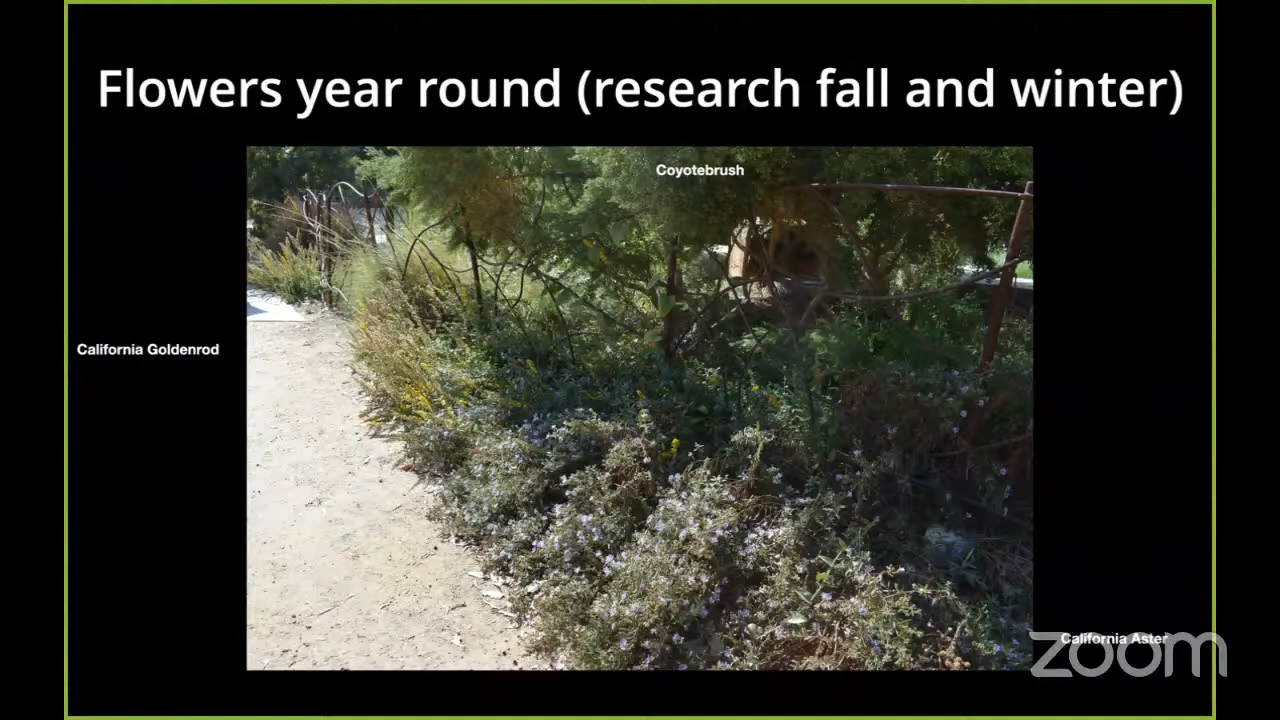 Flowers year round (research fall and winter)
Coyotebrush
California Goldenrod
California Aster
zoom